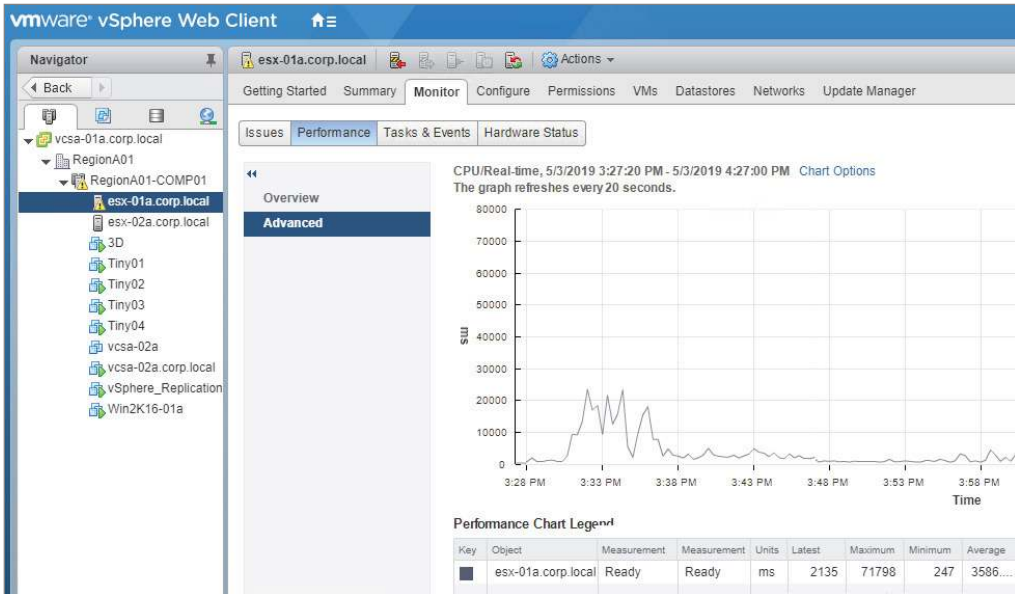 vmware® vSphere Web Client
Navigator
Back
vcsa-01a.corp.local
RegionA01
RegionA01-COMP01
esx-01a.corp.local
esx-02a.corp.local
3D
Tiny01
Tiny02
Tiny03
Tiny04
vcsa-02a
vcsa-02a.corp.local
vSphere_Replication
Win2K16-01a
esx-01a.corp.local Actions
Getting Started Summary Monitor Configure Permissions VMs Datastores Networks Update Manager
Issues Performance Tasks & Events Hardware Status
Overview
Advanced
CPU/Real-time, 5/3/2019 3:27:20 PM - 5/3/2019 4:27:00 PM Chart Options
The graph refreshes every 20 seconds.
80000
70000
60000
50000
40000
30000
20000
10000
0
ms
3:28 PM 3:33 PM 3:38 PM 3:43 PM 3:48 PM 3:53 PM 3:58 PM
Time
Performance Chart Legend
Key Object Measurement Measurement Units Latest Maximum Minimum Average
esx-01a.corp.local Ready Ready ms 2135 71798 247 3586....